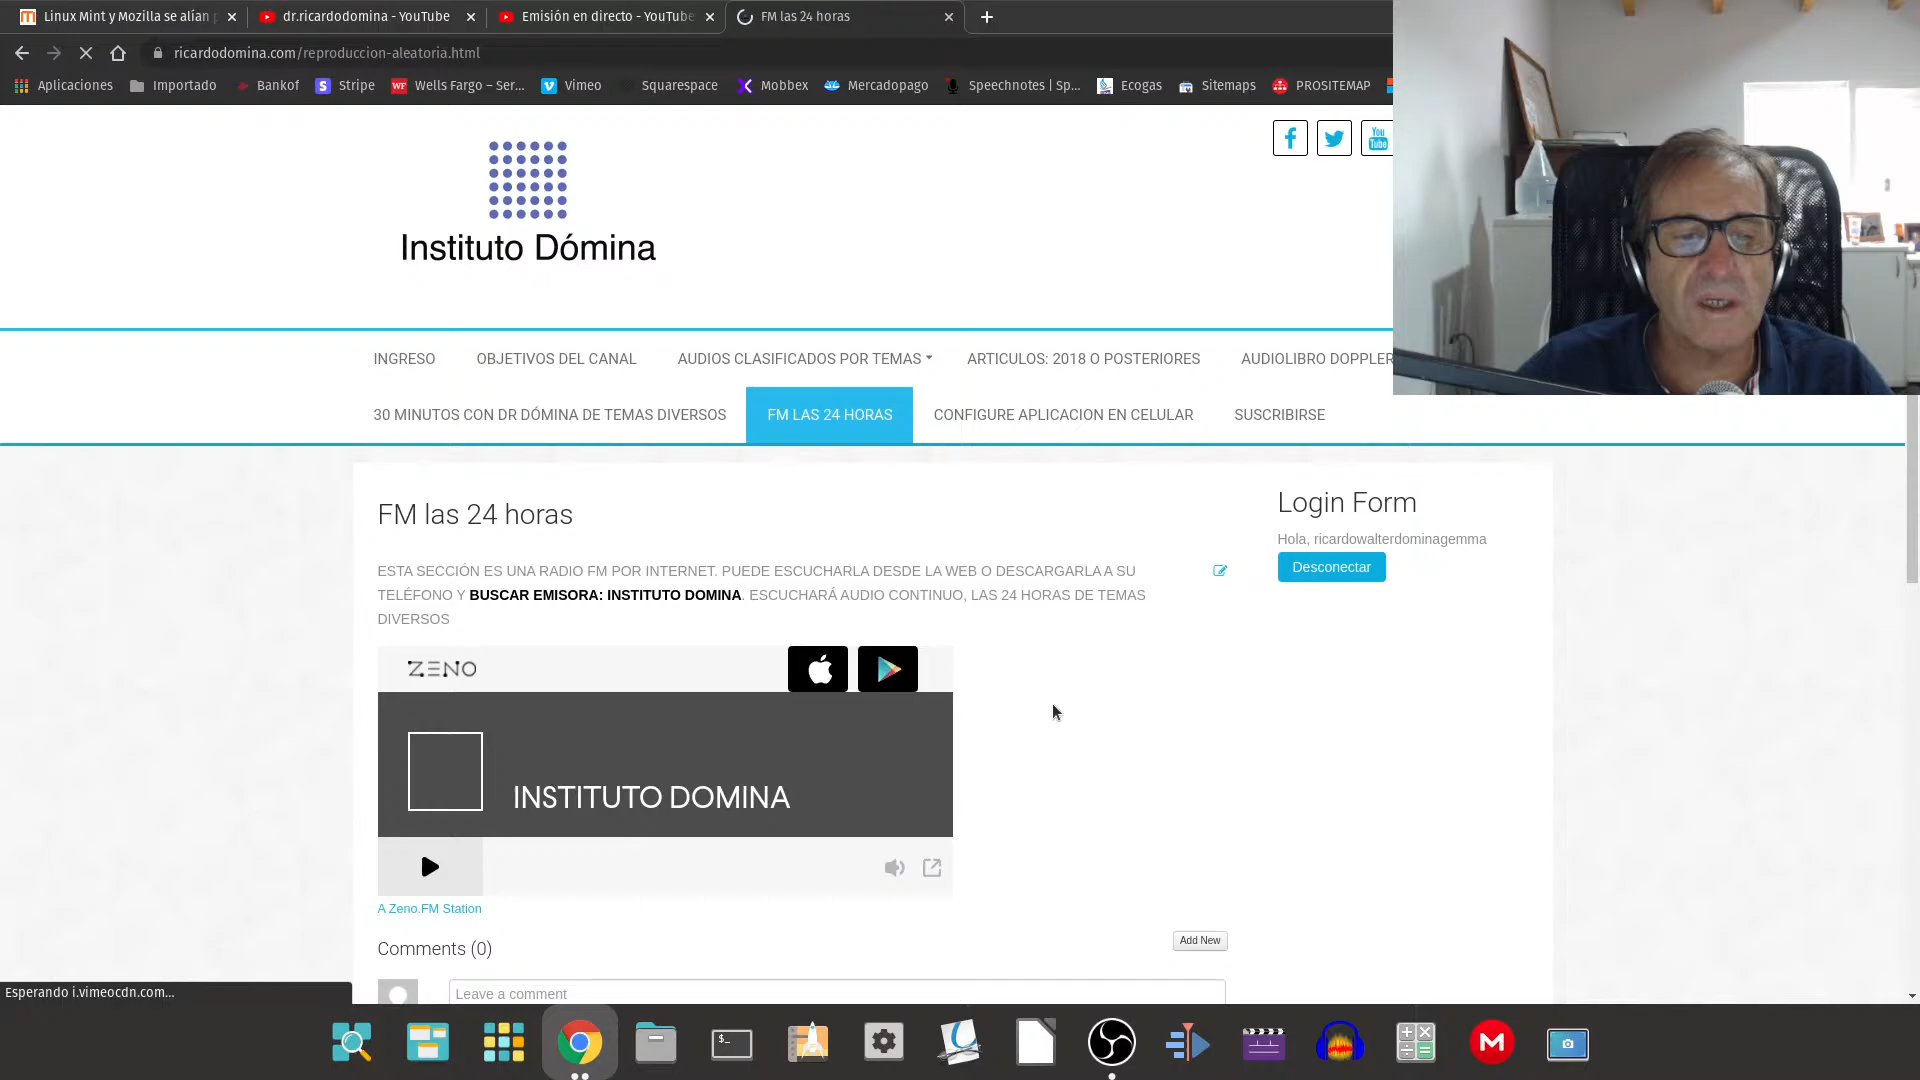 Linux Mint y Mozilla se alían
dr.ricardodomina - YouTube
Emisión en directo - YouTube
FM las 24 horas
ricardodomina.com/reproduccion-aleatoria.html
Aplicaciones
Importado
Bankof
Stripe
Wells Fargo – Ser...
Vimeo
Squarespace
Mobbex
Mercadopago
Speechnotes | Sp...
Ecogas
Sitemaps
PROSITEMAP
You
Tube
Instituto Dómina
INGRESO
OBJETIVOS DEL CANAL
AUDIOS CLASIFICADOS POR TEMAS
ARTICULOS: 2018 O POSTERIORES
AUDIOLIBRO DOPPLER
30 MINUTOS CON DR DÓMINA DE TEMAS DIVERSOS
FM LAS 24 HORAS
CONFIGURE APLICACION EN CELULAR
SUSCRIBIRSE
FM las 24 horas
ESTA SECCIÓN ES UNA RADIO FM POR INTERNET. PUEDE ESCUCHARLA DESDE LA WEB O DESCARGARLA A SU
TELÉFONO Y BUSCAR EMISORA: INSTITUTO DOMINA. ESCUCHARÁ AUDIO CONTINUO, LAS 24 HORAS DE TEMAS
DIVERSOS
Login Form
Hola, ricardowalterdominagemma
Desconectar
ZENO
INSTITUTO DOMINA
A Zeno.FM Station
Comments (0)
Add New
Leave a comment
Esperando i.vimeocdn.com...